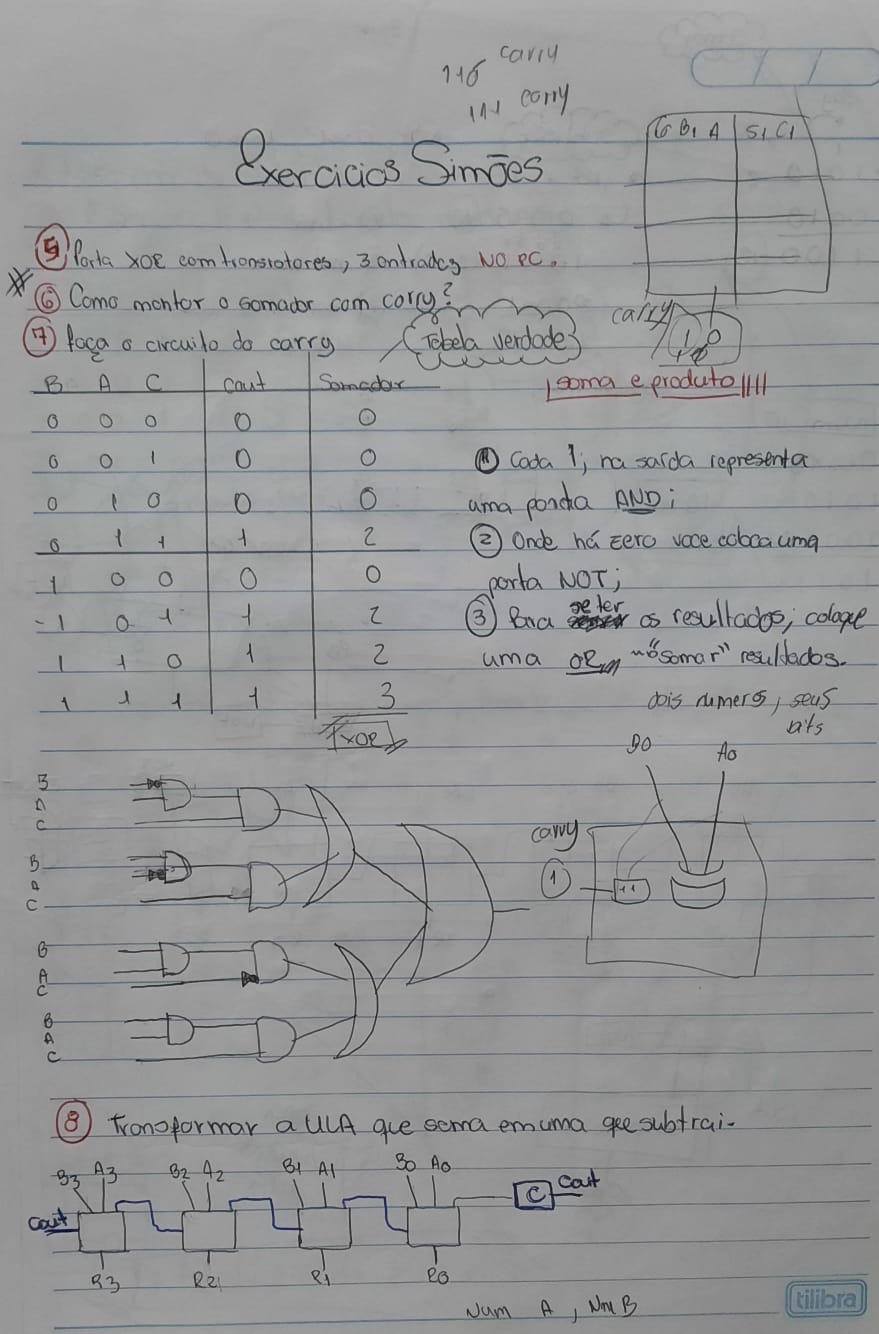 carry
111 carry
C B1 A S1 C1
Exercicios Simões
5 Porta XOR com transistores, 3 entradas NO PC.
# 6 Como montar o somador com carry?
7 Faça o circuito do carry
Tabela verdade
carry
1 0
soma e produto
B A C Cout Somador
0 0 0 0 0
0 0 1 0 0
0 1 0 0 0
0 1 1 1 2
1 0 0 0 0
1 0 1 1 2
1 1 0 1 2
1 1 1 1 3
XOR
1 Cada 1, na saída representa
uma porta AND;
2 Onde há zero voce coloca uma
porta NOT;
3 Para se ter os resultados, coloque
uma OR, "somar" resultados.
dois numeros, seus
bits
B0 A0
carry
1
B
A
C
B
A
C
B
A
C
B
A
C
8 Transformar a ULA que soma em uma que subtrai.
B3 A3 B2 A2 B1 A1 B0 A0
C Cout
Cout
R3 R2 R1 R0
Num A, Num B
tilibra